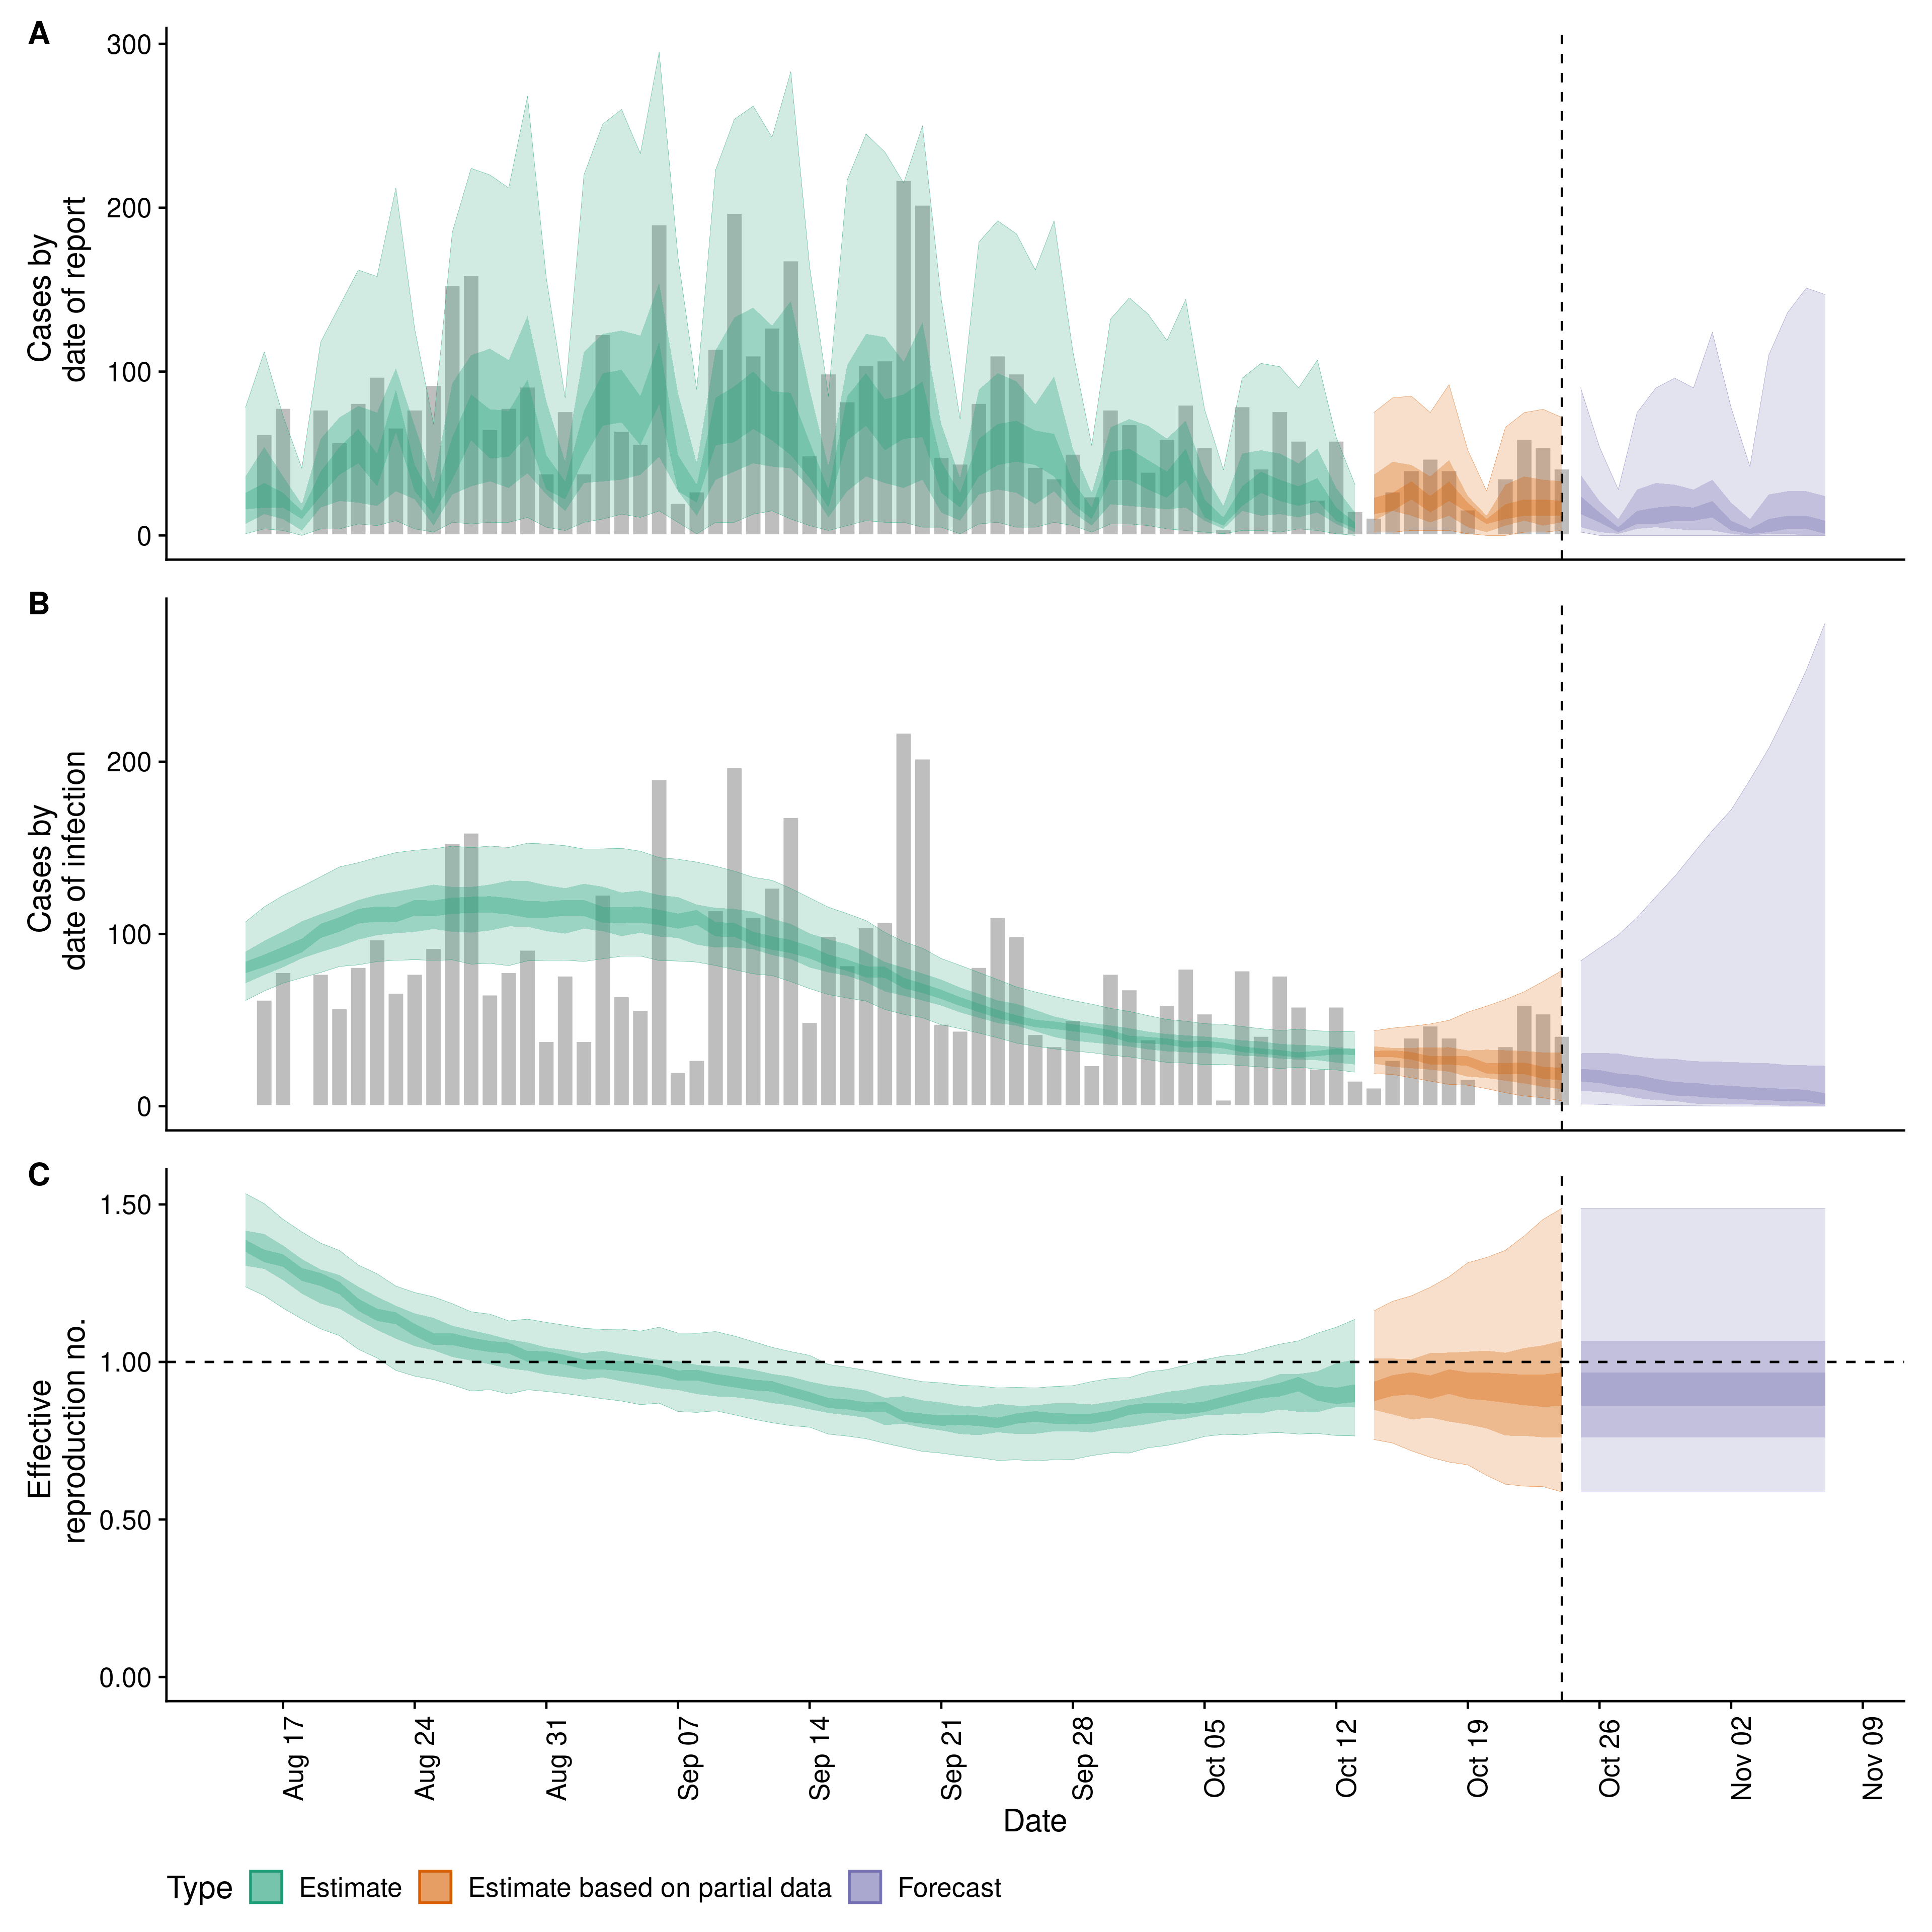 A
300
200
100
0
Cases by
date of report
B
200
100
0
Cases by
date of infection
C
1.50
1.00
0.50
0.00
Effective
reproduction no.
Aug 17
Aug 24
Aug 31
Sep 07
Sep 14
Sep 21
Sep 28
Oct 05
Oct 12
Oct 19
Oct 26
Nov 02
Nov 09
Date
Type Estimate Estimate based on partial data Forecast